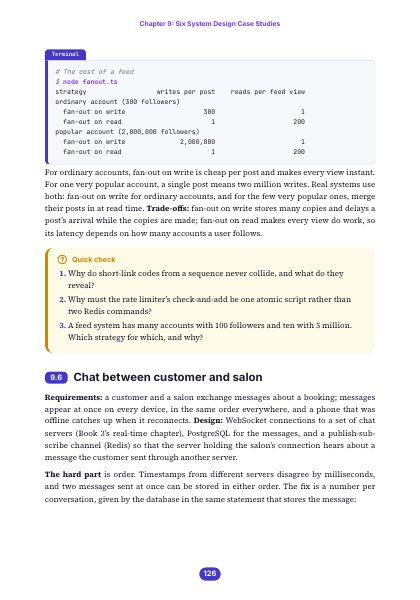 Chapter 9: Six System Design Case Studies
Terminal
# The cost of a feed
$ node fanout.ts
strategy writes per post reads per feed view
ordinary account (300 followers)
fan-out on write 300 1
fan-out on read 1 200
popular account (2,000,000 followers)
fan-out on write 2,000,000 1
fan-out on read 1 200
For ordinary accounts, fan-out on write is cheap per post and makes every view instant.
For one very popular account, a single post means two million writes. Real systems use
both: fan-out on write for ordinary accounts, and for the few very popular ones, merge
their posts in at read time. Trade-offs: fan-out on write stores many copies and delays a
post's arrival while the copies are made; fan-out on read makes every view do work, so
its latency depends on how many accounts a user follows.
Quick check
1. Why do short-link codes from a sequence never collide, and what do they
reveal?
2. Why must the rate limiter's check-and-add be one atomic script rather than
two Redis commands?
3. A feed system has many accounts with 100 followers and ten with 5 million.
Which strategy for which, and why?
9.6 Chat between customer and salon
Requirements: a customer and a salon exchange messages about a booking; messages
appear at once on every device, in the same order everywhere, and a phone that was
offline catches up when it reconnects. Design: WebSocket connections to a set of chat
servers (Book 3's real-time chapter), PostgreSQL for the messages, and a publish-sub-
scribe channel (Redis) so that the server holding the salon's connection hears about a
message the customer sent through another server.
The hard part is order. Timestamps from different servers disagree by milliseconds,
and two messages sent at once can be stored in either order. The fix is a number per
conversation, given by the database in the same statement that stores the message:
126